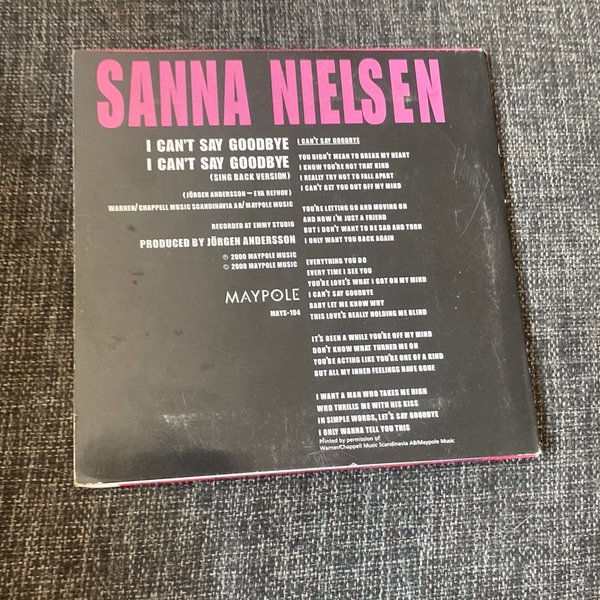 SANNA NIELSEN
I CAN'T SAY GOODBYE
I CAN'T SAY GOODBYE
(SING BACK VERSION)
(JÖRGEN ANDERSSON – EVA REFNOV)
WARNER/CHAPPELL MUSIC SCANDINAVIA AB/MAYPOLE MUSIC
RECORDED AT EMMY STUDIO
PRODUCED BY JÖRGEN ANDERSSON
℗ 2000 MAYPOLE MUSIC
© 2000 MAYPOLE MUSIC
MAYPOLE
MAYS-104
I CAN'T SAY GOODBYE
YOU DIDN'T MEAN TO BREAK MY HEART
I KNOW YOU'RE NOT THAT KIND
I REALLY TRY NOT TO FALL APART
I CAN'T GET YOU OUT OFF MY MIND
YOU'RE LETTING GO AND MOVING ON
AND NOW I'M JUST A FRIEND
BUT I DON'T WANT TO BE SAD AND TORN
I ONLY WANT YOU BACK AGAIN
EVERYTHING YOU DO
EVERY TIME I SEE YOU
YOU'RE LOVE'S WHAT I GOT ON MY MIND
I CAN'T SAY GOODBYE
BABY LET ME KNOW WHY
THIS LOVE'S REALLY HOLDING ME BLIND
IT'S BEEN A WHILE YOU'RE OFF MY MIND
DON'T KNOW WHAT TURNED ME ON
YOU'RE ACTING LIKE YOU'RE ONE OF A KIND
BUT ALL MY INNER FEELINGS HAVE GONE
I WANT A MAN WHO TAKES ME HIGH
WHO THRILLS ME WITH HIS KISS
IN SIMPLE WORDS, LET'S SAY GOODBYE
I ONLY WANNA TELL YOU THIS
Printed by permission of
Warner/Chappell Music Scandinavia AB/Maypole Music